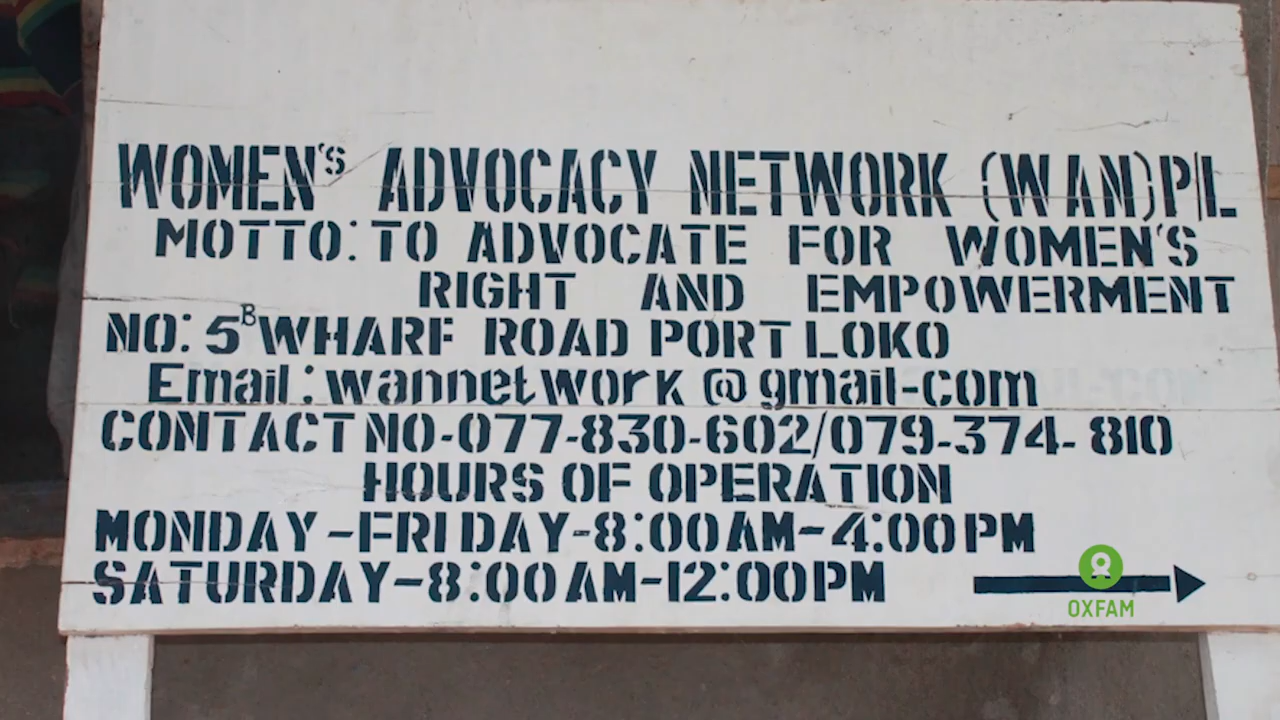 WOMEN'S ADVOCACY NETWORK (WAN)P/L
MOTTO: TO ADVOCATE FOR WOMEN'S
RIGHT AND EMPOWERMENT
NO: 5B WHARF ROAD PORT LOKO
Email: wannetwork@gmail-com
CONTACT NO-077-830-602/079-374-810
HOURS OF OPERATION
MONDAY-FRIDAY-8:00AM-4:00PM
SATURDAY-8:00AM-12:00PM
OXFAM